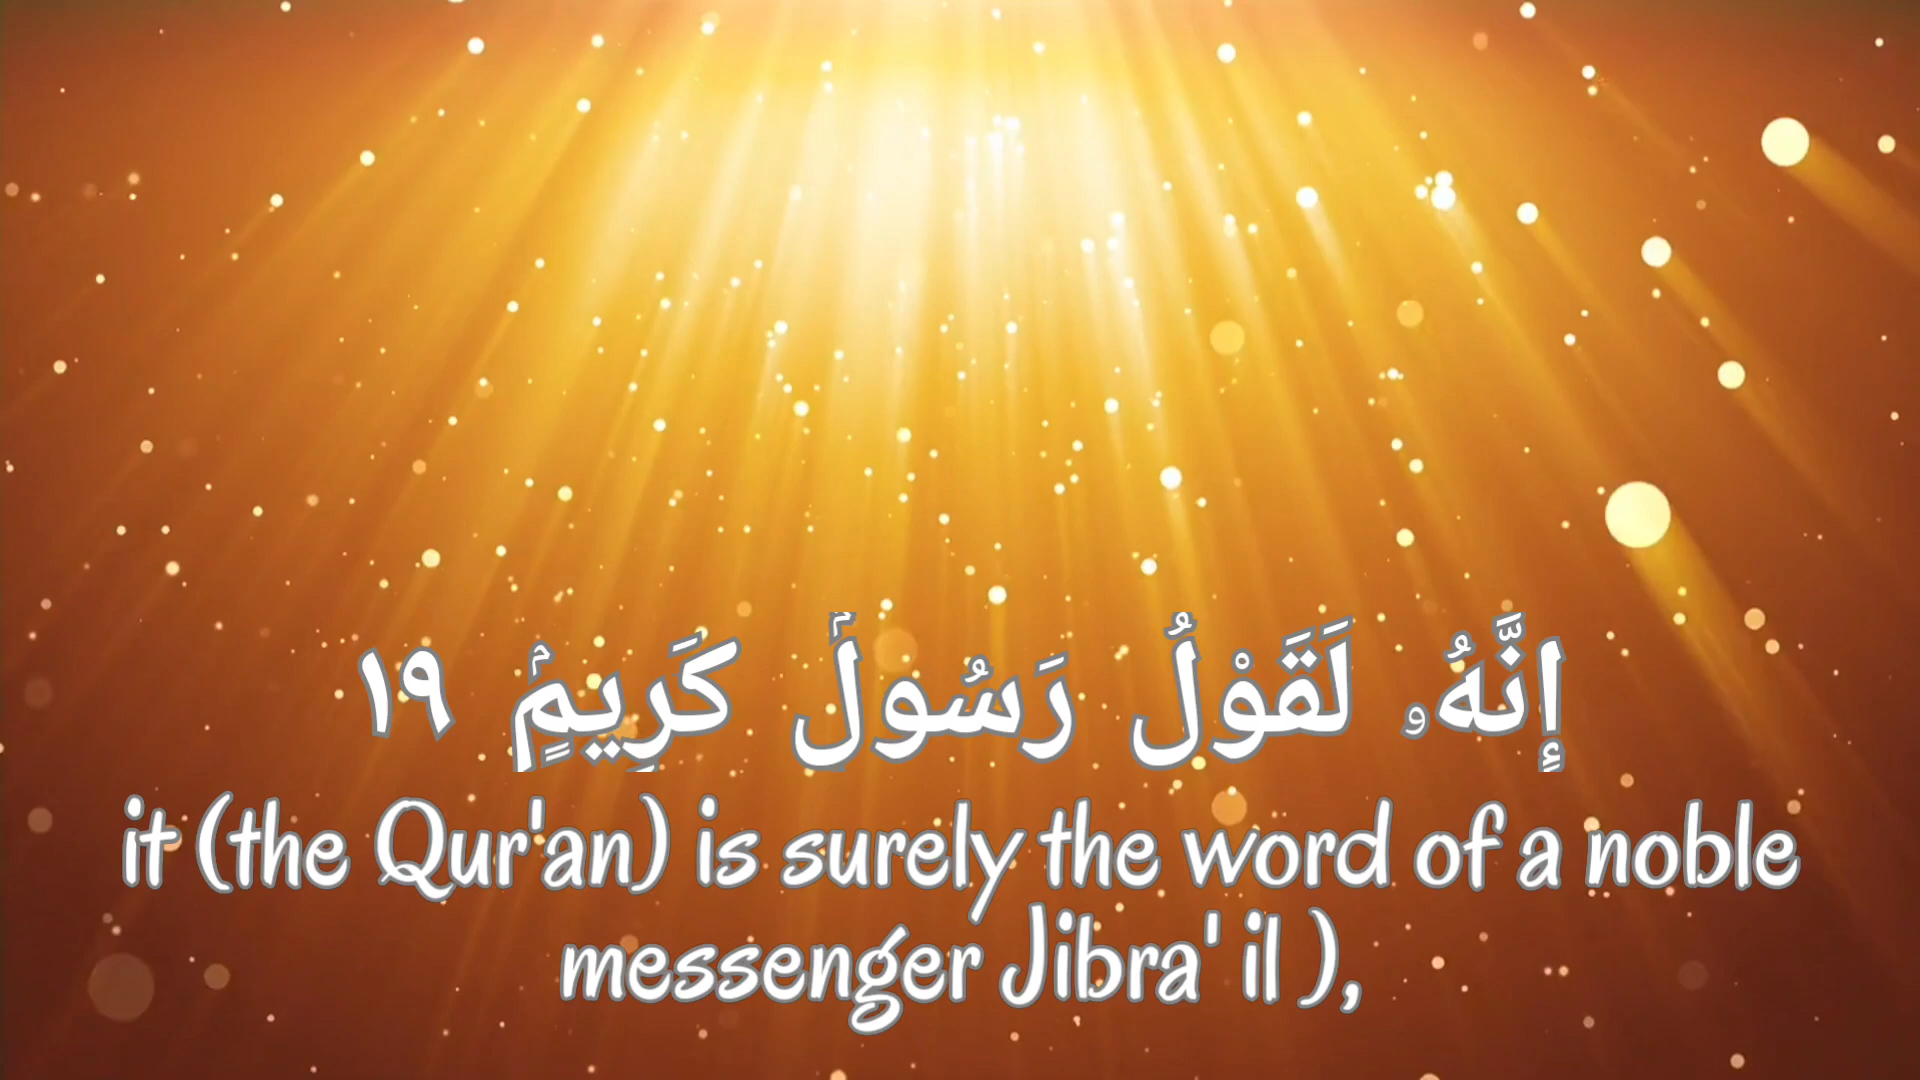 إِنَّهُۥ لَقَوْلُ رَسُولٍۢ كَرِيمٍۢ ١٩
it (the Qur'an) is surely the word of a noble
messenger Jibra' il ),